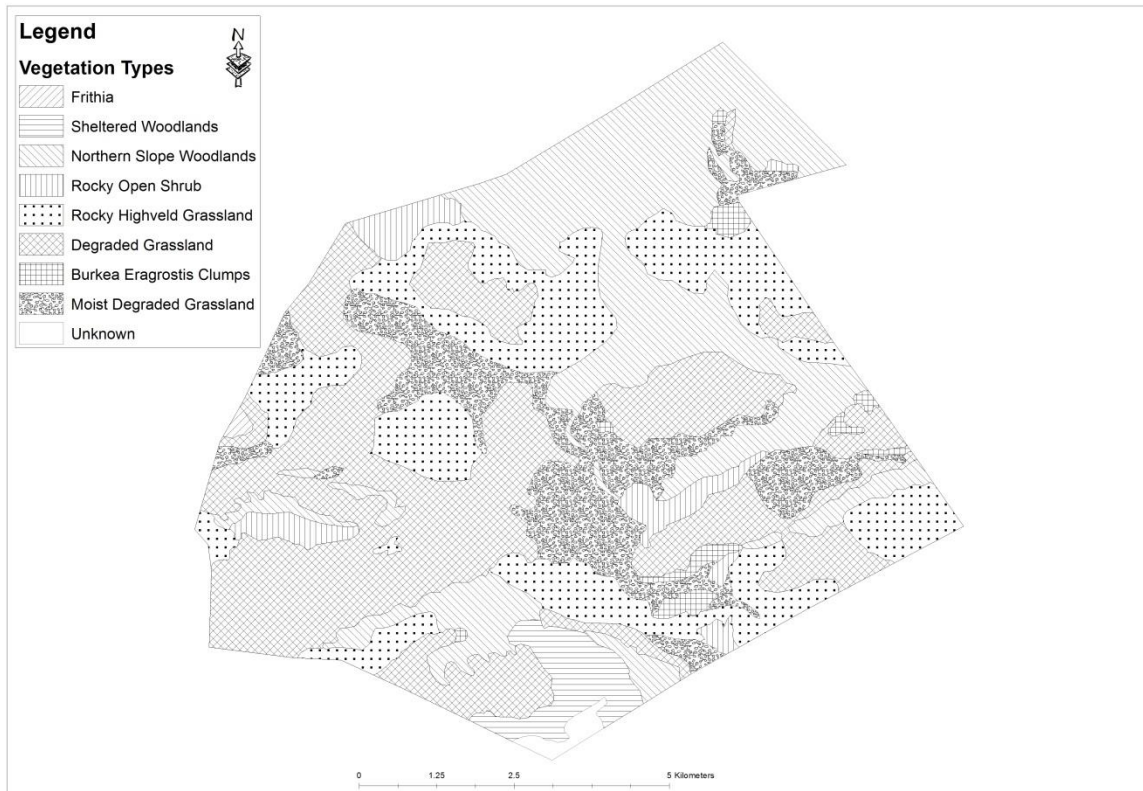 Legend
N
Vegetation Types
Frithia
Sheltered Woodlands
Northern Slope Woodlands
Rocky Open Shrub
Rocky Highveld Grassland
Degraded Grassland
Burkea Eragrostis Clumps
Moist Degraded Grassland
Unknown
0 1.25 2.5 5 Kilometers